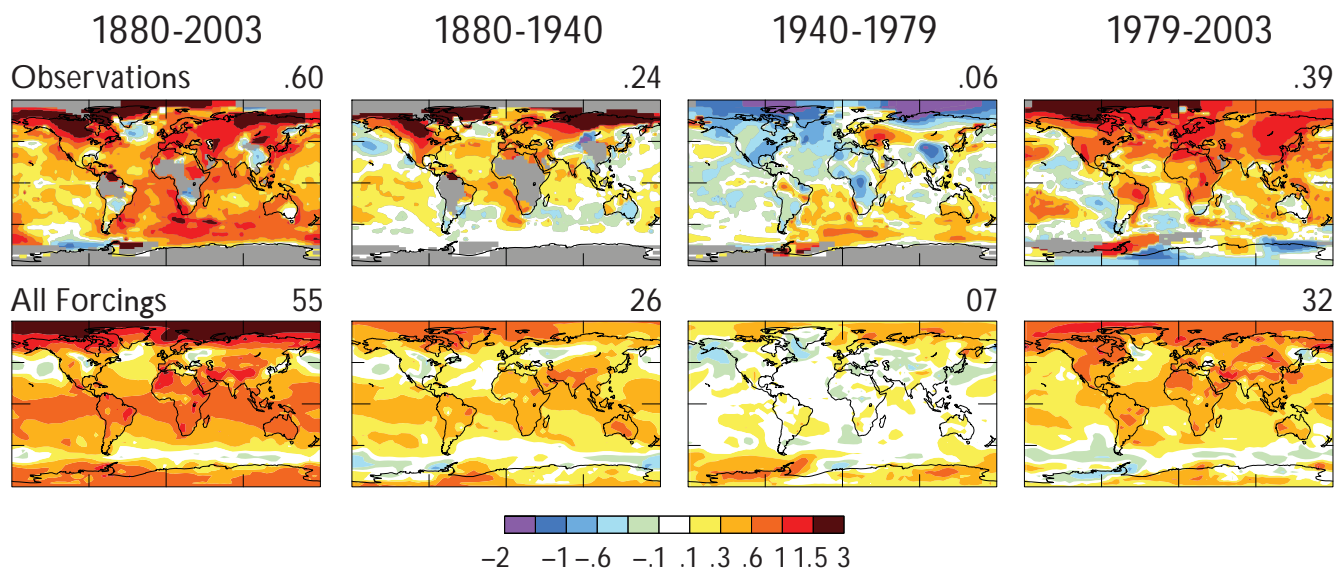 1880-2003 1880-1940 1940-1979 1979-2003
Observations .60 .24 .06 .39
All Forcings 55 26 07 32
−2 −1 −.6 −.1 .1 .3 .6 1 1.5 3